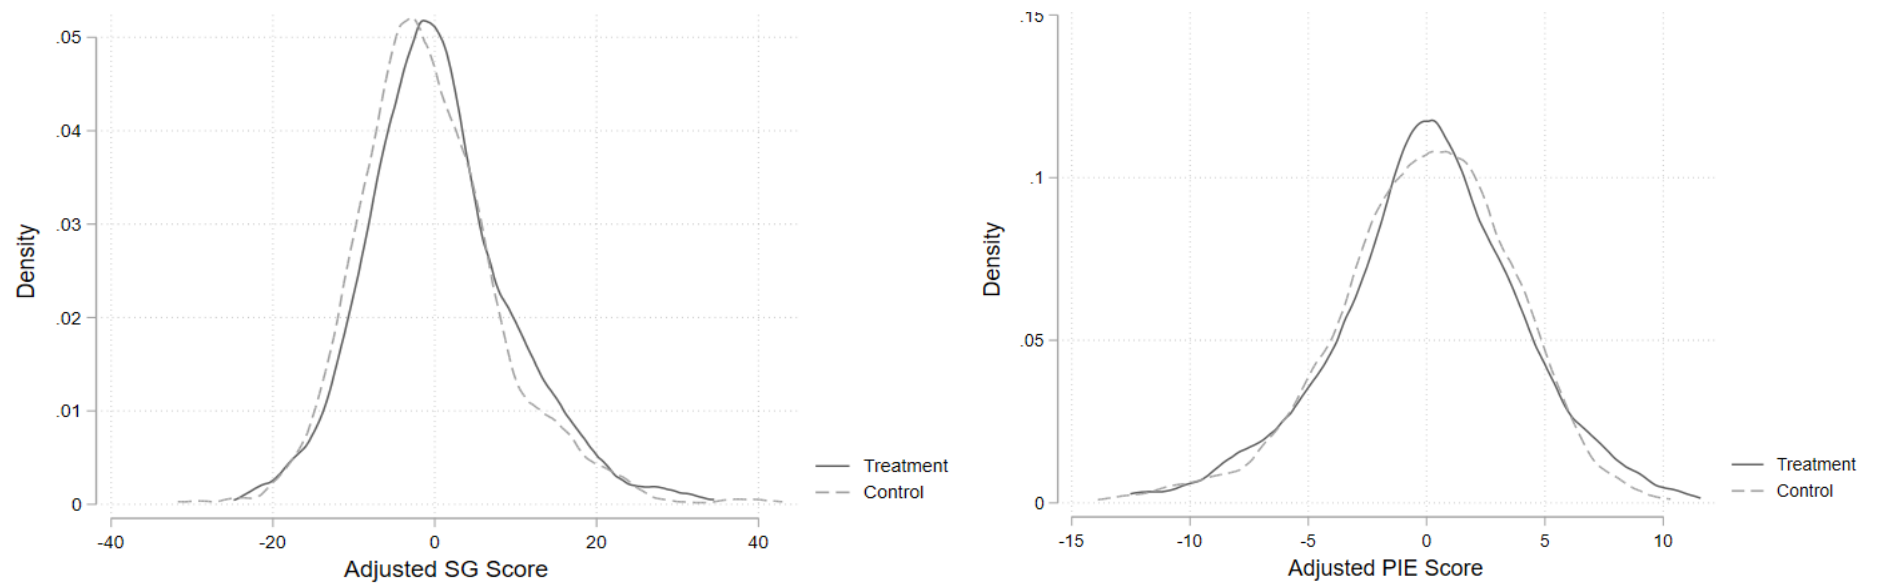 .05
.04
.03
.02
.01
0
Density
-40 -20 0 20 40
Adjusted SG Score
Treatment
Control
.15
.1
.05
0
Density
-15 -10 -5 0 5 10
Adjusted PIE Score
Treatment
Control